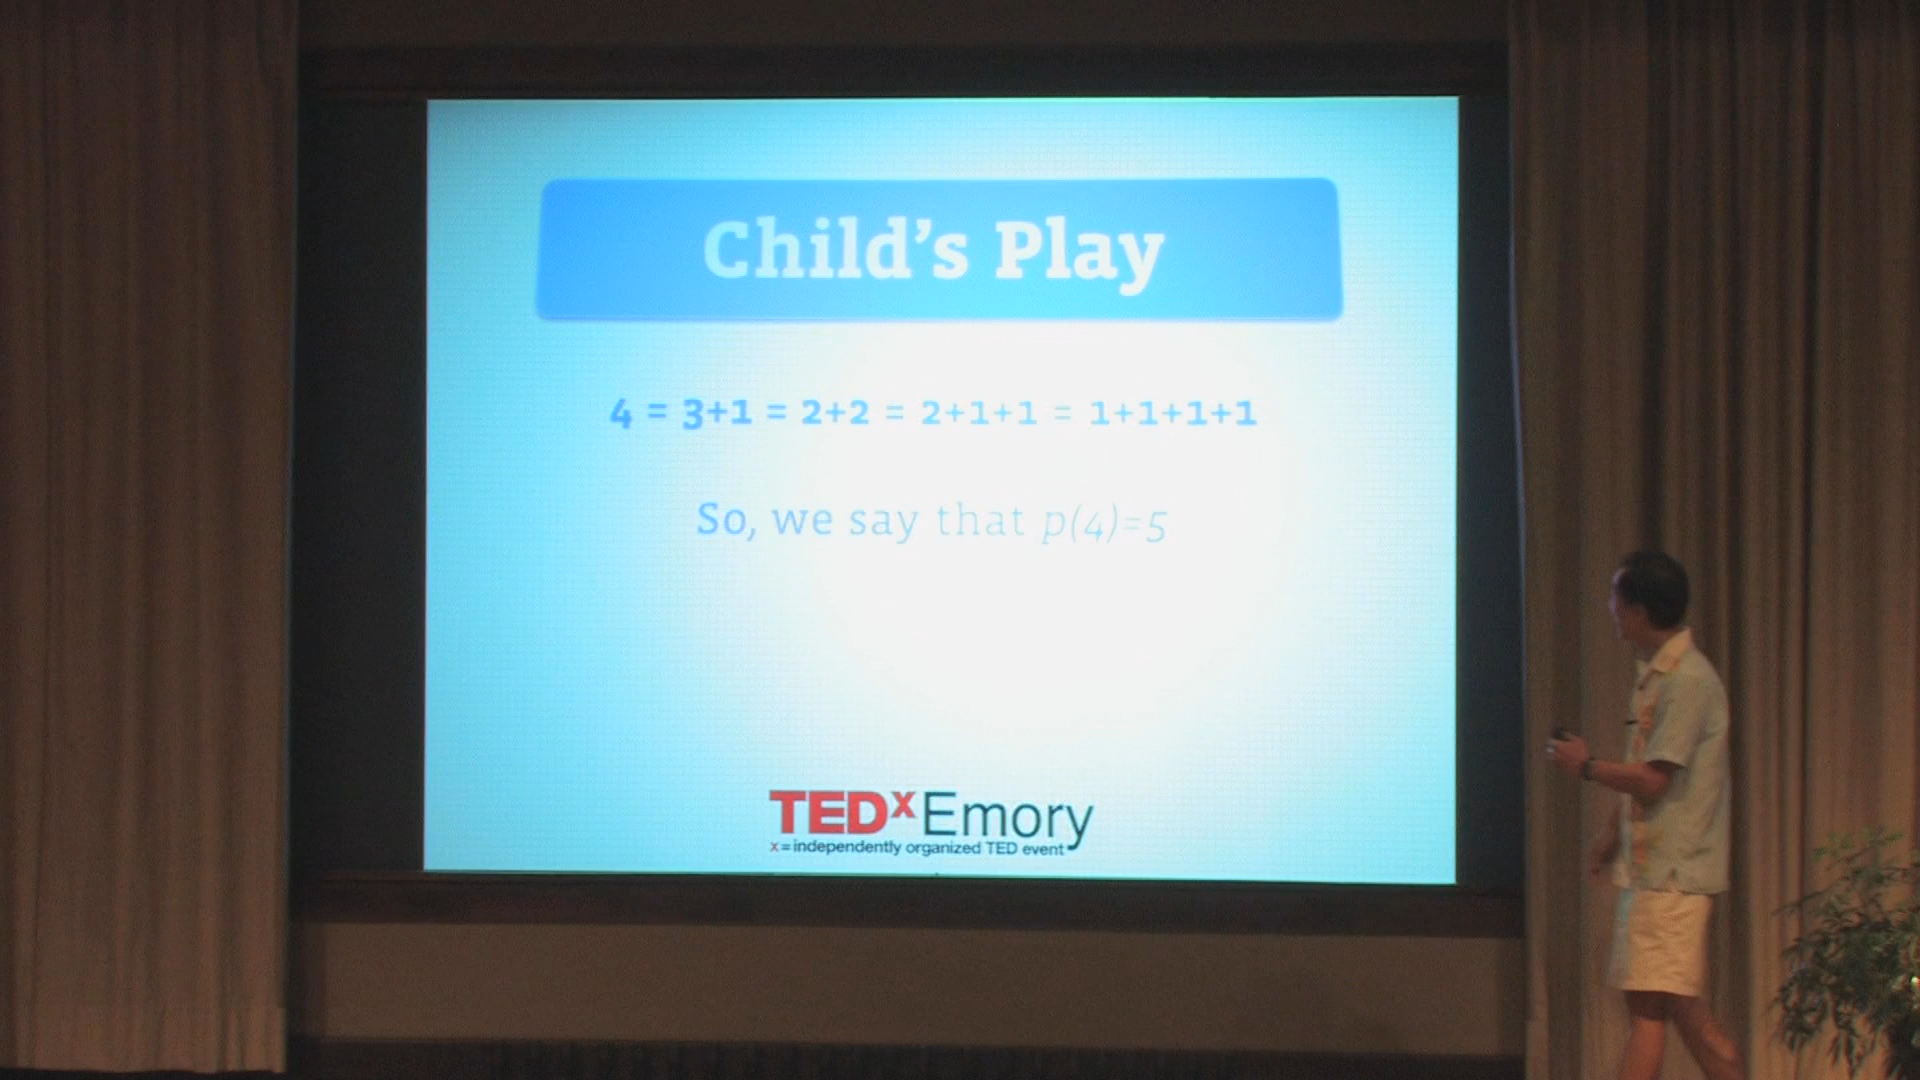 Child's Play
4 = 3+1 = 2+2 = 2+1+1 = 1+1+1+1
So, we say that p(4)=5
TEDxEmory
x=independently organized TED event